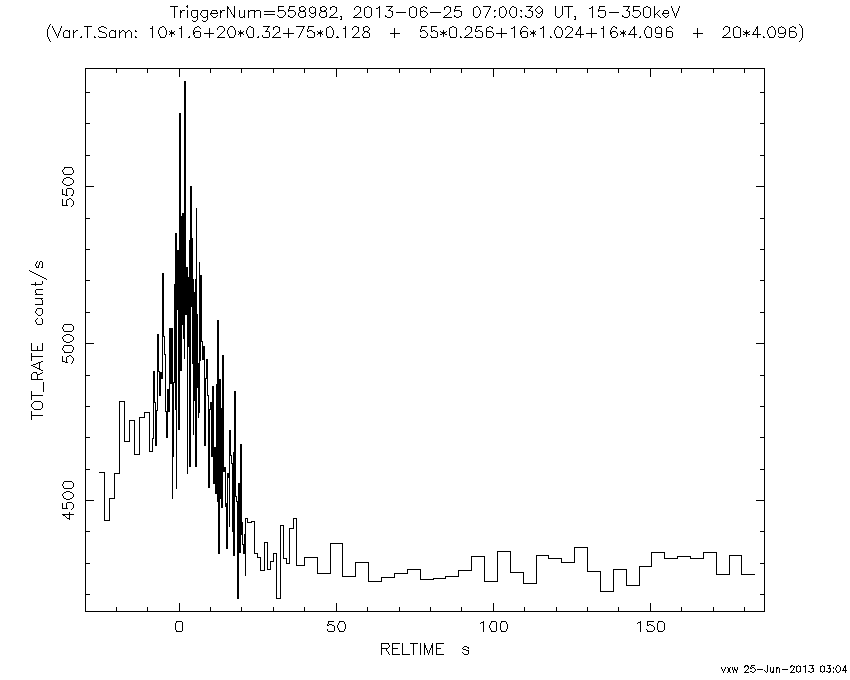 TriggerNum=558982, 2013-06-25 07:00:39 UT, 15-350keV
(Var.T.Sam: 10*1.6+20*0.32+75*0.128 + 55*0.256+16*1.024+16*4.096 + 20*4.096)
5500
5000
4500
TOT_RATE count/s
0 50 100 150
RELTIME s
vxw 25-Jun-2013 03:04